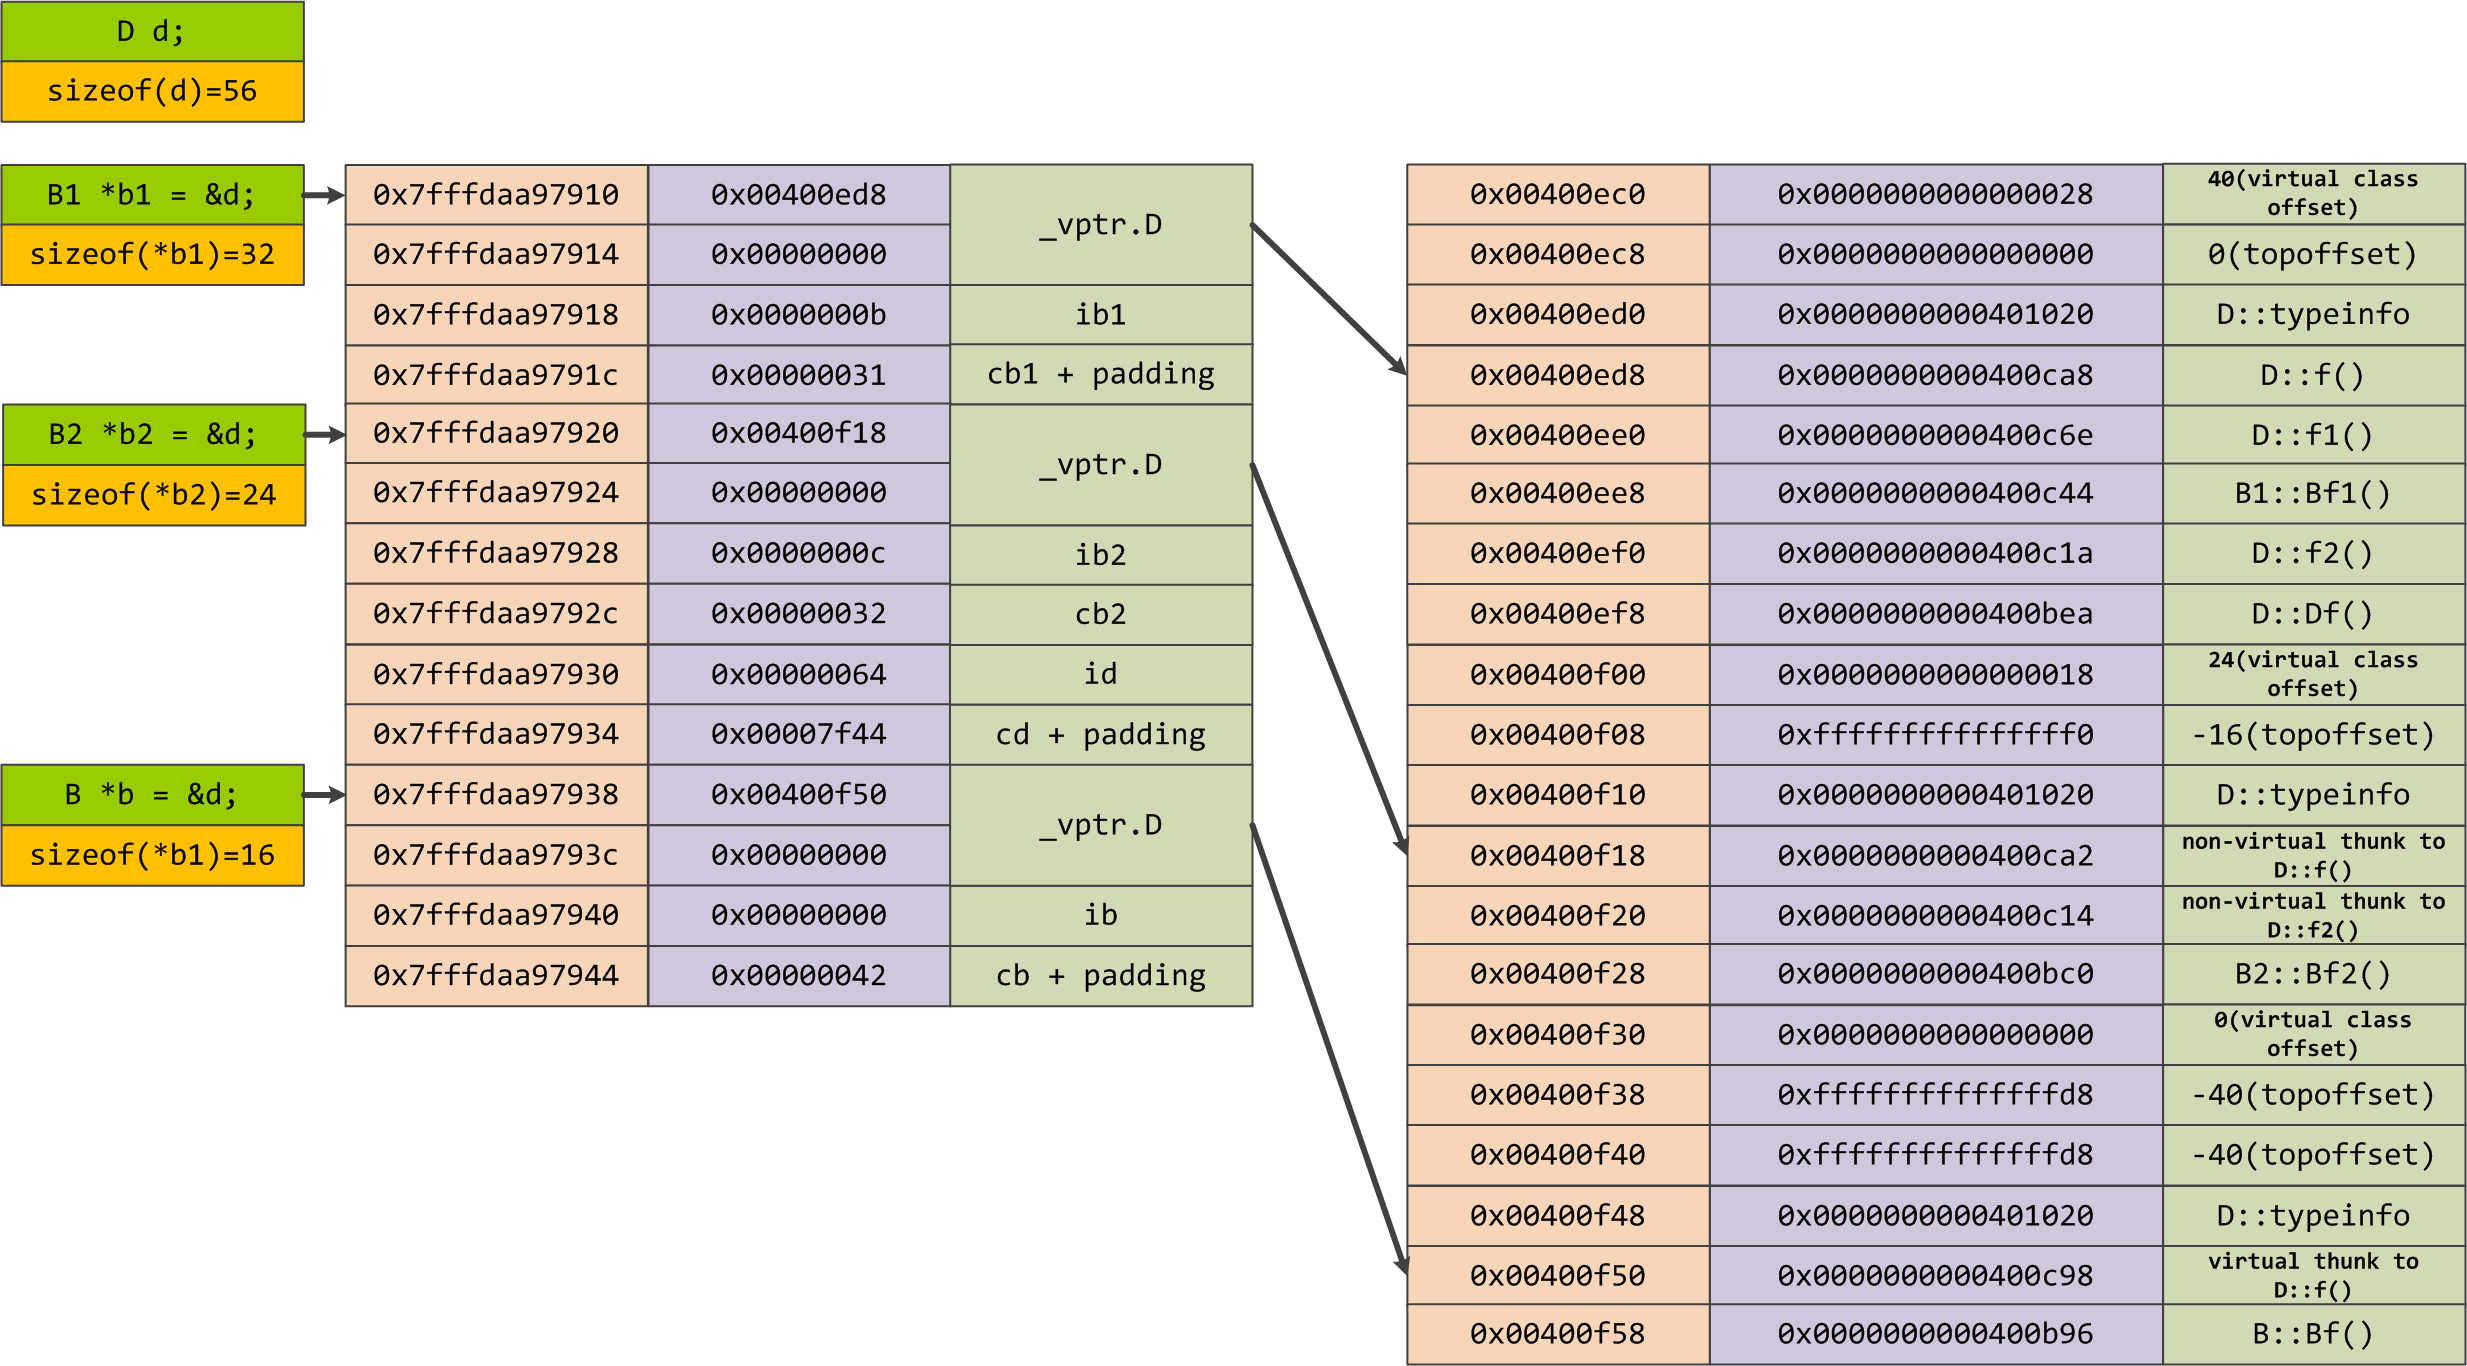 D d;
sizeof(d)=56
B1 *b1 = &d;
sizeof(*b1)=32
B2 *b2 = &d;
sizeof(*b2)=24
B *b = &d;
sizeof(*b1)=16
0x7fffdaa97910 0x00400ed8 _vptr.D
0x7fffdaa97914 0x00000000
0x7fffdaa97918 0x0000000b ib1
0x7fffdaa9791c 0x00000031 cb1 + padding
0x7fffdaa97920 0x00400f18 _vptr.D
0x7fffdaa97924 0x00000000
0x7fffdaa97928 0x0000000c ib2
0x7fffdaa9792c 0x00000032 cb2
0x7fffdaa97930 0x00000064 id
0x7fffdaa97934 0x00007f44 cd + padding
0x7fffdaa97938 0x00400f50 _vptr.D
0x7fffdaa9793c 0x00000000
0x7fffdaa97940 0x00000000 ib
0x7fffdaa97944 0x00000042 cb + padding
0x00400ec0 0x0000000000000028 40(virtual class
offset)
0x00400ec8 0x0000000000000000 0(topoffset)
0x00400ed0 0x0000000000401020 D::typeinfo
0x00400ed8 0x0000000000400ca8 D::f()
0x00400ee0 0x0000000000400c6e D::f1()
0x00400ee8 0x0000000000400c44 B1::Bf1()
0x00400ef0 0x0000000000400c1a D::f2()
0x00400ef8 0x0000000000400bea D::Df()
0x00400f00 0x0000000000000018 24(virtual class
offset)
0x00400f08 0xfffffffffffffff0 -16(topoffset)
0x00400f10 0x0000000000401020 D::typeinfo
0x00400f18 0x0000000000400ca2 non-virtual thunk to
D::f()
0x00400f20 0x0000000000400c14 non-virtual thunk to
D::f2()
0x00400f28 0x0000000000400bc0 B2::Bf2()
0x00400f30 0x0000000000000000 0(virtual class
offset)
0x00400f38 0xffffffffffffffd8 -40(topoffset)
0x00400f40 0xffffffffffffffd8 -40(topoffset)
0x00400f48 0x0000000000401020 D::typeinfo
0x00400f50 0x0000000000400c98 virtual thunk to
D::f()
0x00400f58 0x0000000000400b96 B::Bf()